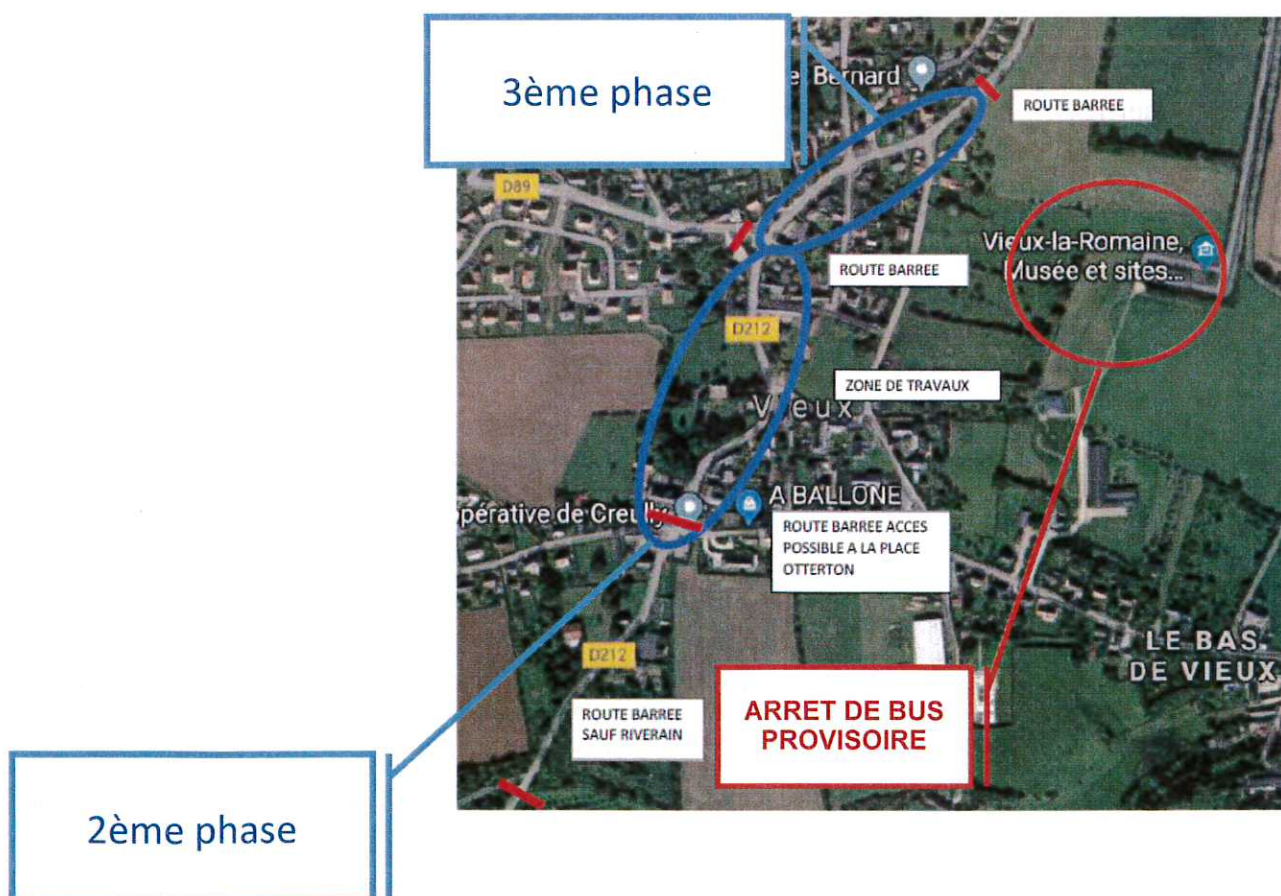 3ème phase
e Bernard
ROUTE BARREE
D89
Vieux-la-Romaine,
Musée et sites...
ROUTE BARREE
D212
ZONE DE TRAVAUX
Vieux
A BALLONE
opérative de Creully
ROUTE BARREE ACCES
POSSIBLE A LA PLACE
OTTERTON
D212
LE BAS
DE VIEUX
ROUTE BARREE
SAUF RIVERAIN
ARRET DE BUS
PROVISOIRE
2ème phase